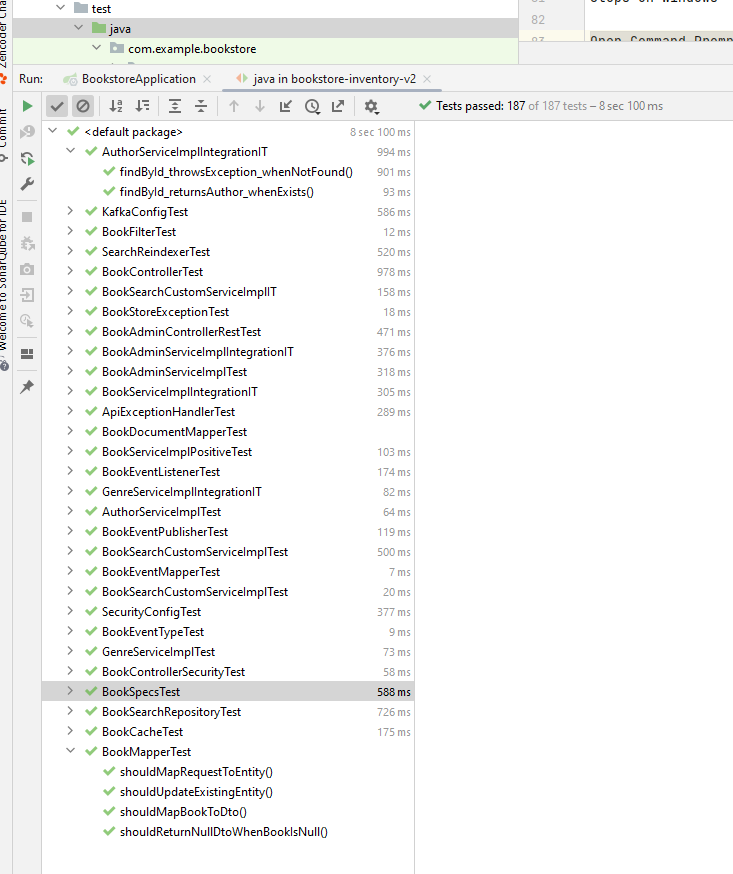 test
java
com.example.bookstore
82
Run: BookstoreApplication java in bookstore-inventory-v2
Tests passed: 187 of 187 tests – 8 sec 100 ms
<default package> 8 sec 100 ms
AuthorServiceImplIntegrationIT 994 ms
findById_throwsException_whenNotFound() 901 ms
findById_returnsAuthor_whenExists() 93 ms
KafkaConfigTest 586 ms
BookFilterTest 12 ms
SearchReindexerTest 520 ms
BookControllerTest 978 ms
BookSearchCustomServiceImplIT 158 ms
BookStoreExceptionTest 18 ms
BookAdminControllerRestTest 471 ms
BookAdminServiceImplIntegrationIT 376 ms
BookAdminServiceImplTest 318 ms
BookServiceImplIntegrationIT 305 ms
ApiExceptionHandlerTest 289 ms
BookDocumentMapperTest
BookServiceImplPositiveTest 103 ms
BookEventListenerTest 174 ms
GenreServiceImplIntegrationIT 82 ms
AuthorServiceImplTest 64 ms
BookEventPublisherTest 119 ms
BookSearchCustomServiceImplTest 500 ms
BookEventMapperTest 7 ms
BookSearchCustomServiceImplTest 20 ms
SecurityConfigTest 377 ms
BookEventTypeTest 9 ms
GenreServiceImplTest 73 ms
BookControllerSecurityTest 58 ms
BookSpecsTest 588 ms
BookSearchRepositoryTest 726 ms
BookCacheTest 175 ms
BookMapperTest
shouldMapRequestToEntity()
shouldUpdateExistingEntity()
shouldMapBookToDto()
shouldReturnNullDtoWhenBookIsNull()
Commit
Welcome to SonarQube for IDE